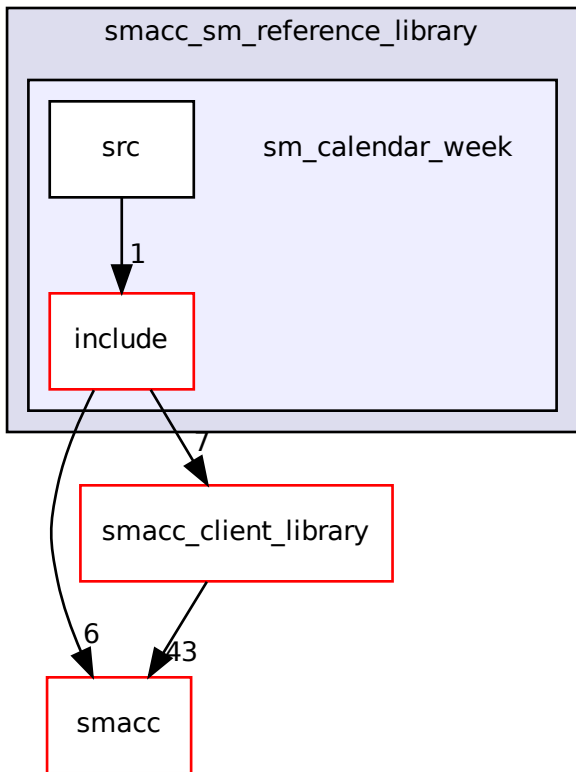 smacc_sm_reference_library
src
sm_calendar_week
1
include
7
smacc_client_library
6
43
smacc